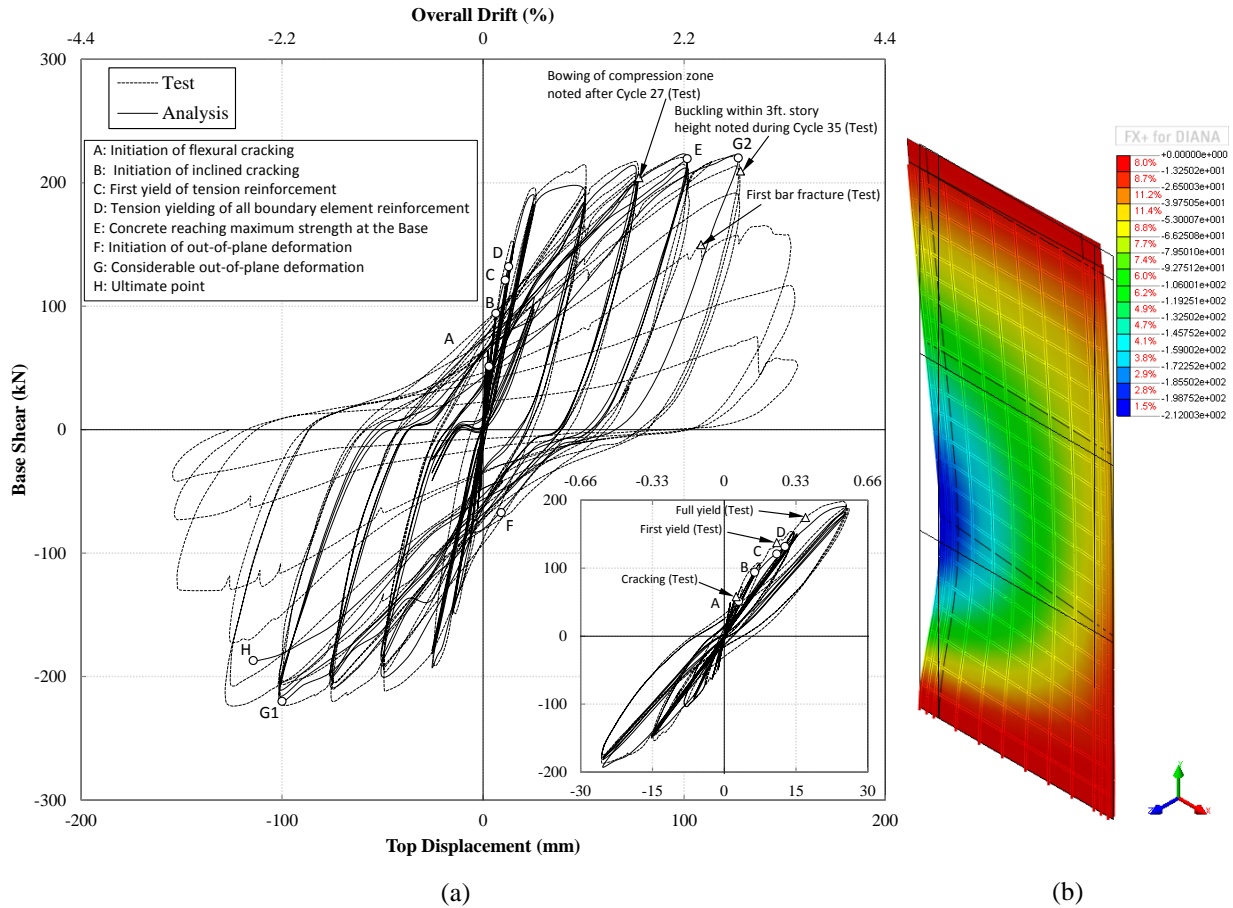 Overall Drift (%)
-4.4 -2.2 0 2.2 4.4
300
200
100
0
-100
-200
-300
Base Shear (kN)
Test
Analysis
A: Initiation of flexural cracking
B: Initiation of inclined cracking
C: First yield of tension reinforcement
D: Tension yielding of all boundary element reinforcement
E: Concrete reaching maximum strength at the Base
F: Initiation of out-of-plane deformation
G: Considerable out-of-plane deformation
H: Ultimate point
Bowing of compression zone
noted after Cycle 27 (Test)
Buckling within 3ft. story
height noted during Cycle 35 (Test)
E
G2
First bar fracture (Test)
D
C
B
A
F
H
G1
-0.66 -0.33 0 0.33 0.66
200
100
0
-100
-200
Full yield (Test)
First yield (Test)
D
C
B
Cracking (Test)
A
-30 -15 0 15 30
-200 -100 0 100 200
Top Displacement (mm)
(a)
FX+ for DIANA
+0.00000e+000
8.0%
-1.32502e+001
8.7%
-2.65003e+001
11.2%
-3.97505e+001
11.4%
-5.30007e+001
8.8%
-6.62508e+001
7.7%
-7.95010e+001
7.4%
-9.27512e+001
6.0%
-1.06001e+002
6.2%
-1.19251e+002
4.9%
-1.32502e+002
4.7%
-1.45752e+002
4.1%
-1.59002e+002
3.8%
-1.72252e+002
2.9%
-1.85502e+002
2.8%
-1.98752e+002
1.5%
-2.12003e+002
Y
Z
X
(b)